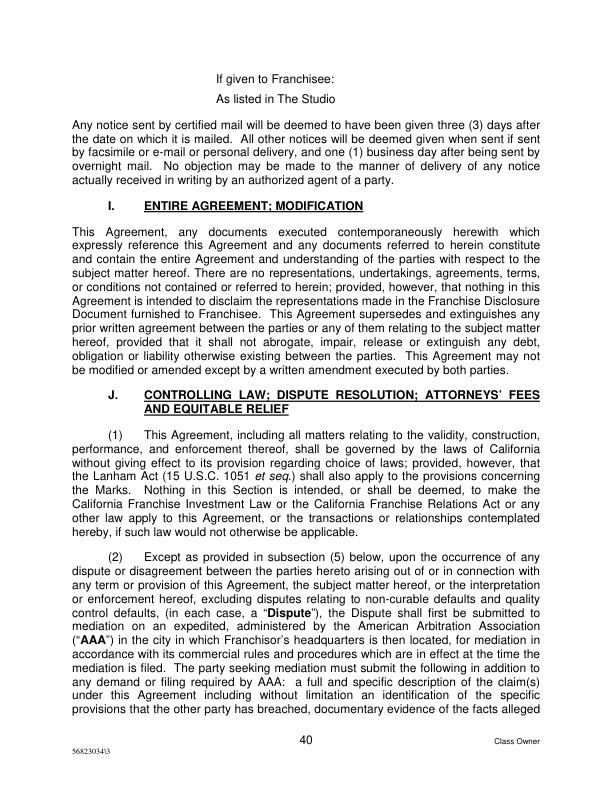 If given to Franchisee:
As listed in The Studio
Any notice sent by certified mail will be deemed to have been given three (3) days after
the date on which it is mailed.  All other notices will be deemed given when sent if sent
by facsimile or e-mail or personal delivery, and one (1) business day after being sent by
overnight mail.  No objection may be made to the manner of delivery of any notice
actually received in writing by an authorized agent of a party.
I. ENTIRE AGREEMENT; MODIFICATION
This Agreement, any documents executed contemporaneously herewith which
expressly reference this Agreement and any documents referred to herein constitute
and contain the entire Agreement and understanding of the parties with respect to the
subject matter hereof. There are no representations, undertakings, agreements, terms,
or conditions not contained or referred to herein; provided, however, that nothing in this
Agreement is intended to disclaim the representations made in the Franchise Disclosure
Document furnished to Franchisee.  This Agreement supersedes and extinguishes any
prior written agreement between the parties or any of them relating to the subject matter
hereof, provided that it shall not abrogate, impair, release or extinguish any debt,
obligation or liability otherwise existing between the parties.  This Agreement may not
be modified or amended except by a written amendment executed by both parties.
J. CONTROLLING LAW; DISPUTE RESOLUTION; ATTORNEYS' FEES
AND EQUITABLE RELIEF
(1) This Agreement, including all matters relating to the validity, construction,
performance, and enforcement thereof, shall be governed by the laws of California
without giving effect to its provision regarding choice of laws; provided, however, that
the Lanham Act (15 U.S.C. 1051 et seq.) shall also apply to the provisions concerning
the Marks.  Nothing in this Section is intended, or shall be deemed, to make the
California Franchise Investment Law or the California Franchise Relations Act or any
other law apply to this Agreement, or the transactions or relationships contemplated
hereby, if such law would not otherwise be applicable.
(2) Except as provided in subsection (5) below, upon the occurrence of any
dispute or disagreement between the parties hereto arising out of or in connection with
any term or provision of this Agreement, the subject matter hereof, or the interpretation
or enforcement hereof, excluding disputes relating to non-curable defaults and quality
control defaults, (in each case, a "Dispute"), the Dispute shall first be submitted to
mediation on an expedited, administered by the American Arbitration Association
("AAA") in the city in which Franchisor's headquarters is then located, for mediation in
accordance with its commercial rules and procedures which are in effect at the time the
mediation is filed.  The party seeking mediation must submit the following in addition to
any demand or filing required by AAA:  a full and specific description of the claim(s)
under this Agreement including without limitation an identification of the specific
provisions that the other party has breached, documentary evidence of the facts alleged
40
Class Owner
56823034\3